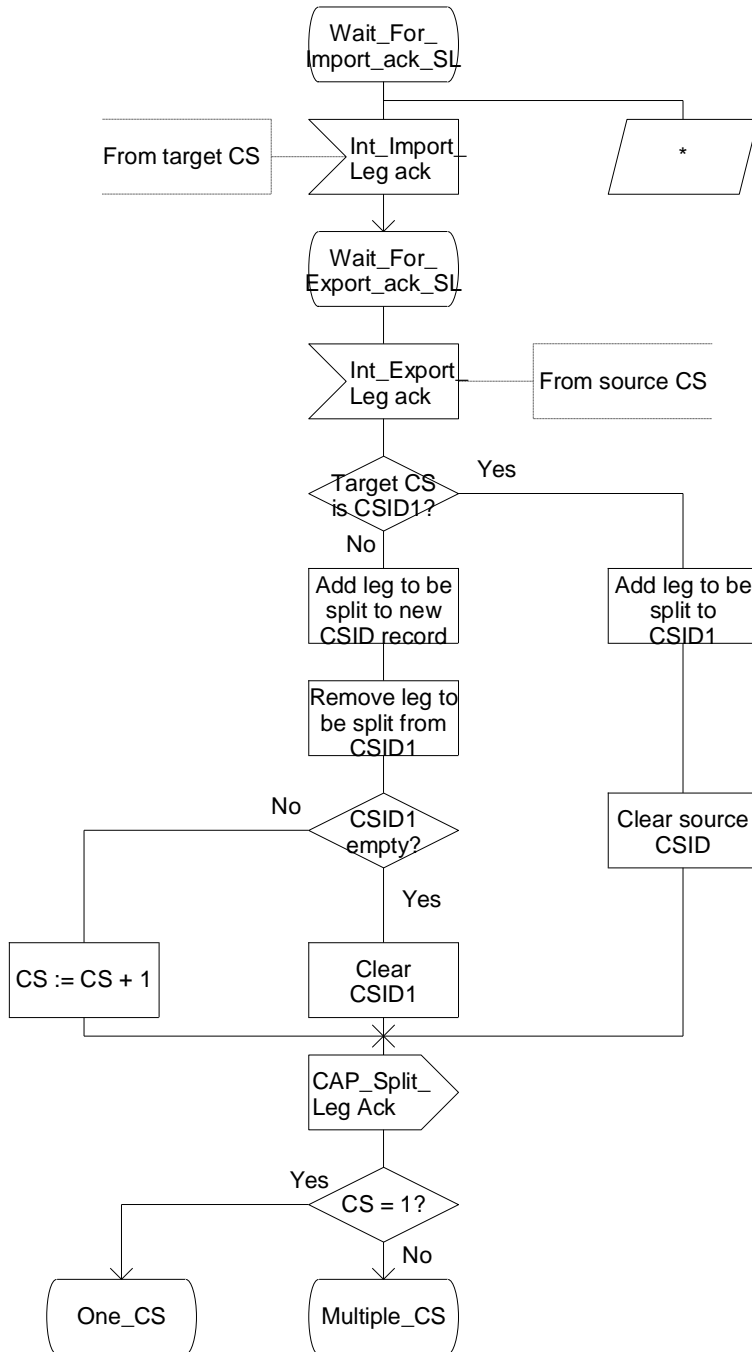 Wait_For_
Import_ack_SL
From target CS
Int_Import_
Leg ack
*
Wait_For_
Export_ack_SL
Int_Export_
Leg ack
From source CS
Target CS
is CSID1?
Yes
No
Add leg to be
split to new
CSID record
Add leg to be
split to
CSID1
Remove leg to
be split from
CSID1
No
CSID1
empty?
Clear source
CSID
Yes
CS := CS + 1
Clear
CSID1
CAP_Split_
Leg Ack
Yes
CS = 1?
No
One_CS
Multiple_CS